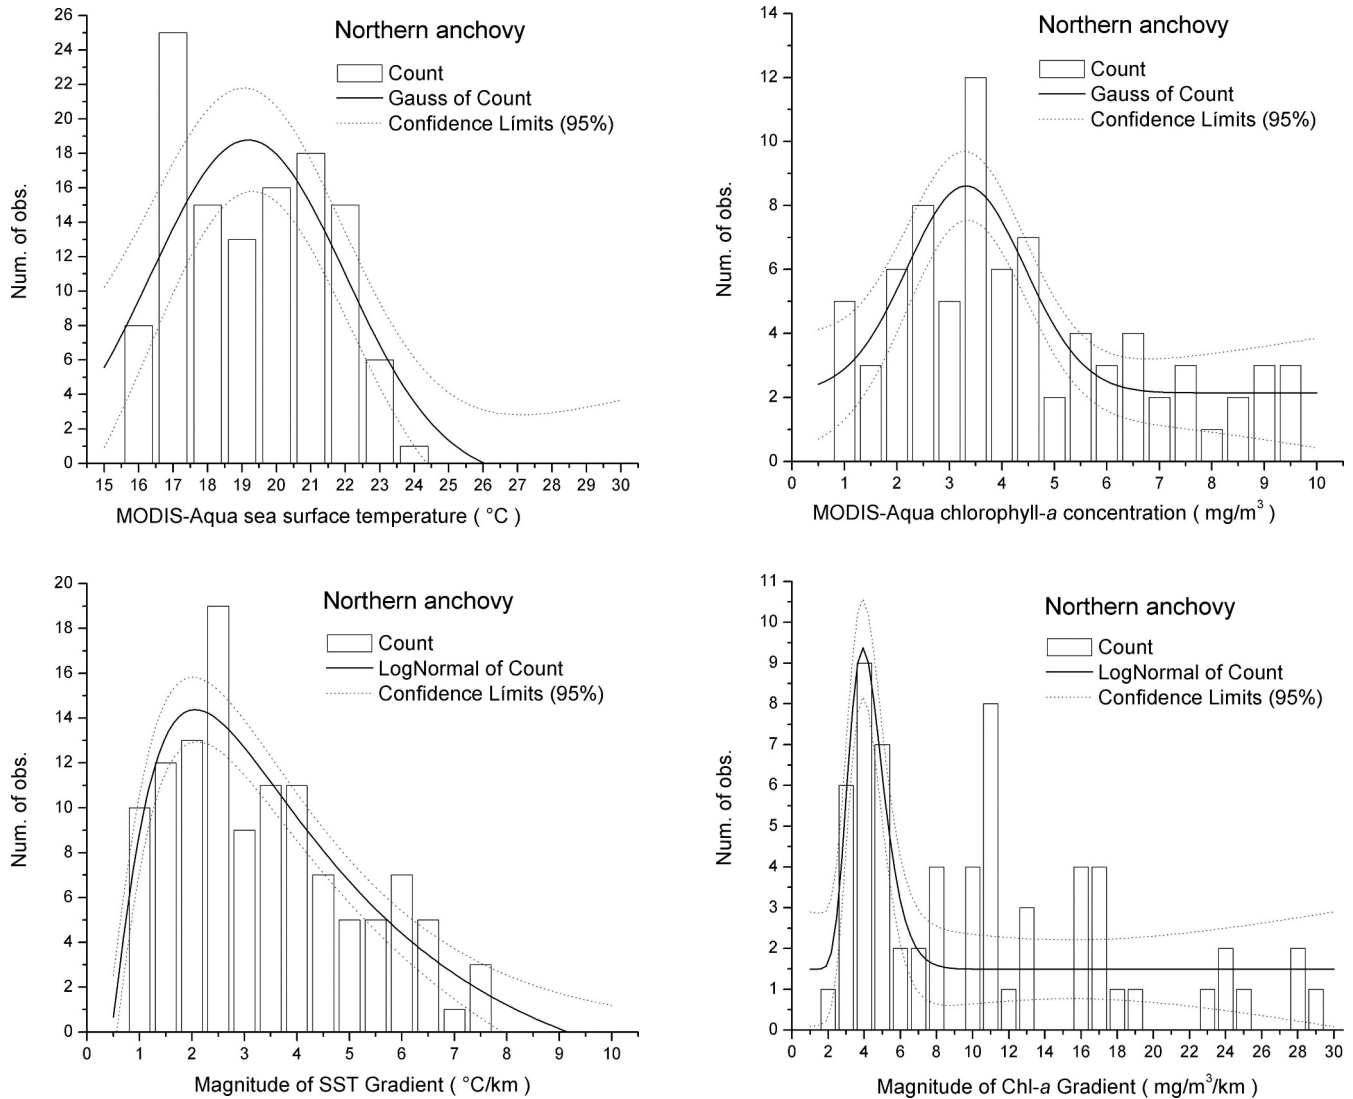 Northern anchovy
Count
Gauss of Count
Confidence Límits (95%)
26
24
22
20
18
16
14
12
10
8
6
4
2
0
Num. of obs.
15 16 17 18 19 20 21 22 23 24 25 26 27 28 29 30
MODIS-Aqua sea surface temperature ( °C )
Northern anchovy
Count
Gauss of Count
Confidence Límits (95%)
14
12
10
8
6
4
2
0
Num. of obs.
0 1 2 3 4 5 6 7 8 9 10
MODIS-Aqua chlorophyll-a concentration ( mg/m³ )
Northern anchovy
Count
LogNormal of Count
Confidence Límits (95%)
20
18
16
14
12
10
8
6
4
2
0
Num. of obs.
0 1 2 3 4 5 6 7 8 9 10
Magnitude of SST Gradient ( °C/km )
Northern anchovy
Count
LogNormal of Count
Confidence Límits (95%)
11
10
9
8
7
6
5
4
3
2
1
0
Num. of obs.
0 2 4 6 8 10 12 14 16 18 20 22 24 26 28 30
Magnitude of Chl-a Gradient ( mg/m³/km )